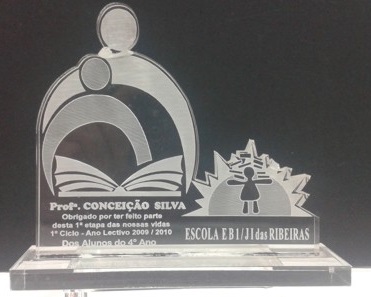 Profª. CONCEIÇÃO SILVA
Obrigado por ter feito parte
desta 1ª etapa das nossas vidas
1º Ciclo - Ano Lectivo 2009 / 2010
Dos Alunos do 4º Ano
ESCOLA E B 1 / J I das RIBEIRAS